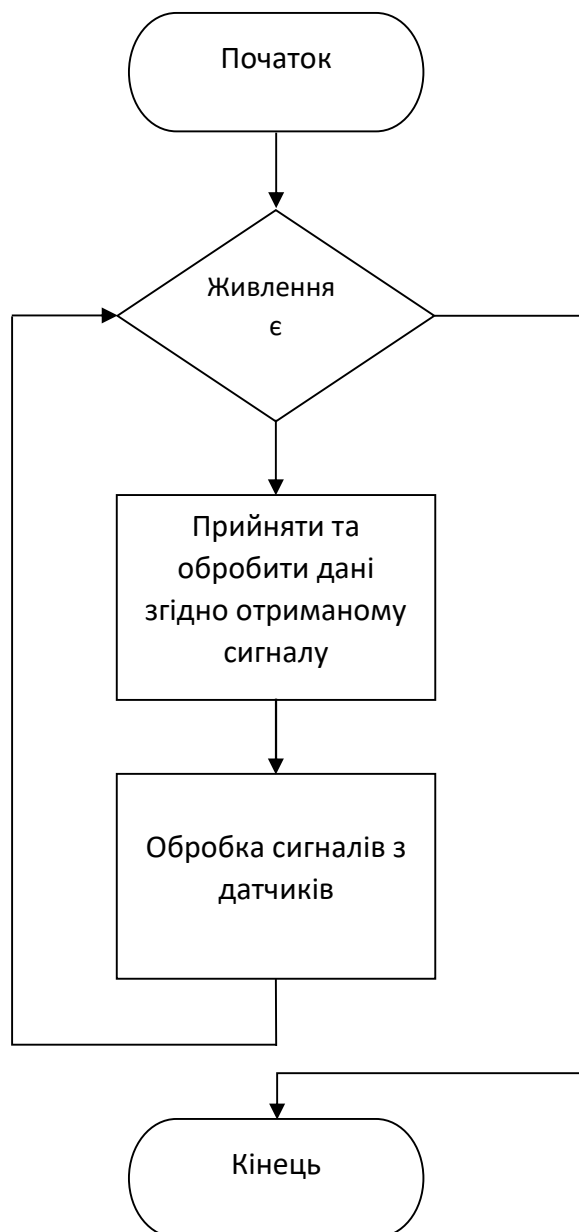 Початок
Живлення
є
Прийняти та
обробити дані
згідно отриманому
сигналу
Обробка сигналів з
датчиків
Кінець